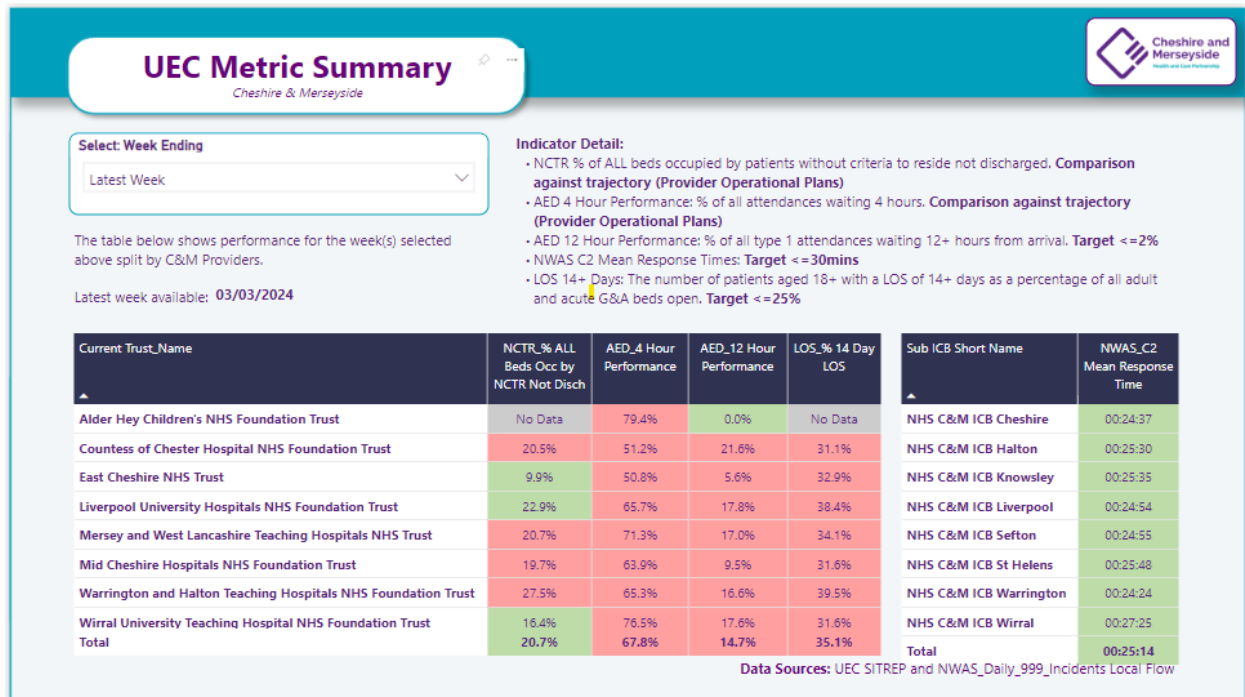 UEC Metric Summary
Cheshire & Merseyside
Cheshire and
Merseyside
Health and Care Partnership
Select: Week Ending
Latest Week
The table below shows performance for the week(s) selected
above split by C&M Providers.
Latest week available: 03/03/2024
Indicator Detail:
• NCTR % of ALL beds occupied by patients without criteria to reside not discharged. Comparison
against trajectory (Provider Operational Plans)
• AED 4 Hour Performance: % of all attendances waiting 4 hours. Comparison against trajectory
(Provider Operational Plans)
• AED 12 Hour Performance: % of all type 1 attendances waiting 12+ hours from arrival. Target <=2%
• NWAS C2 Mean Response Times: Target <=30mins
• LOS 14+ Days: The number of patients aged 18+ with a LOS of 14+ days as a percentage of all adult
and acute G&A beds open. Target <=25%
Current Trust_Name NCTR_% ALL Beds Occ by NCTR Not Disch AED_4 Hour Performance AED_12 Hour Performance LOS_% 14 Day LOS
Alder Hey Children's NHS Foundation Trust No Data 79.4% 0.0% No Data
Countess of Chester Hospital NHS Foundation Trust 20.5% 51.2% 21.6% 31.1%
East Cheshire NHS Trust 9.9% 50.8% 5.6% 32.9%
Liverpool University Hospitals NHS Foundation Trust 22.9% 65.7% 17.8% 38.4%
Mersey and West Lancashire Teaching Hospitals NHS Trust 20.7% 71.3% 17.0% 34.1%
Mid Cheshire Hospitals NHS Foundation Trust 19.7% 63.9% 9.5% 31.6%
Warrington and Halton Teaching Hospitals NHS Foundation Trust 27.5% 65.3% 16.6% 39.5%
Wirral University Teaching Hospital NHS Foundation Trust 16.4% 76.5% 17.6% 31.6%
Total 20.7% 67.8% 14.7% 35.1%
Sub ICB Short Name NWAS_C2 Mean Response Time
NHS C&M ICB Cheshire 00:24:37
NHS C&M ICB Halton 00:25:30
NHS C&M ICB Knowsley 00:25:35
NHS C&M ICB Liverpool 00:24:54
NHS C&M ICB Sefton 00:24:55
NHS C&M ICB St Helens 00:25:48
NHS C&M ICB Warrington 00:24:24
NHS C&M ICB Wirral 00:27:25
Total 00:25:14
Data Sources: UEC SITREP and NWAS_Daily_999_Incidents Local Flow